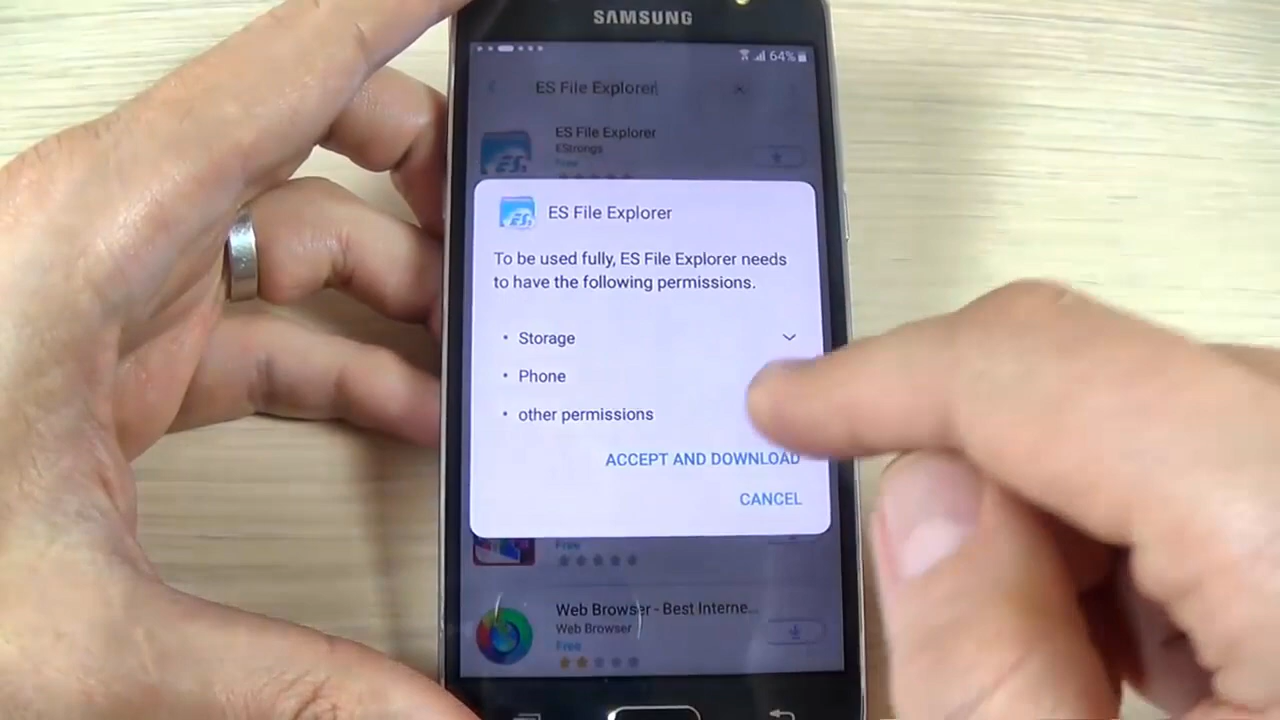 SAMSUNG
64%
ES File Explorer
ES File Explorer
EStrongs
Free
ES File Explorer
To be used fully, ES File Explorer needs
to have the following permissions.
• Storage
• Phone
• other permissions
ACCEPT AND DOWNLOAD
CANCEL
Free
Web Browser - Best Interne...
Web Browser
Free